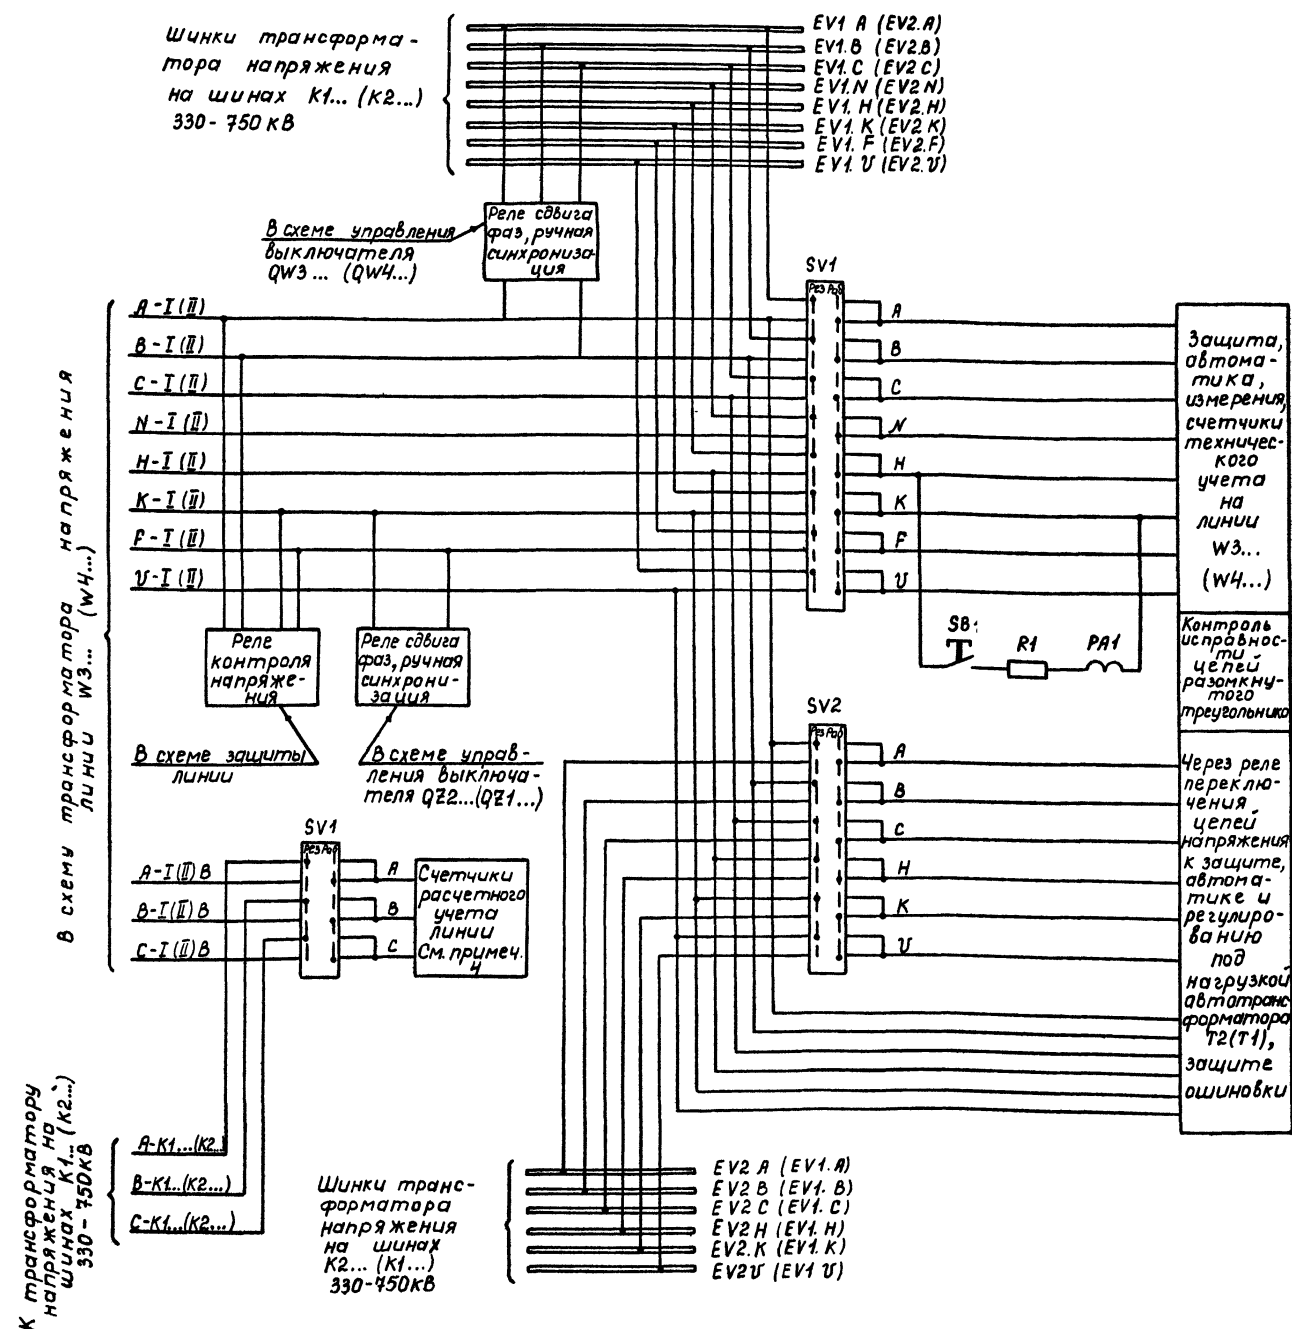 Шинки трансформа-
тора напряжения
на шинах К1... (К2...)
330-750 кВ
EV1 A (EV2.A)
EV1.B (EV2.B)
EV1.C (EV2 C)
EV1.N (EV2 N)
EV1.H (EV2.H)
EV1.K (EV2 K)
EV1.F (EV2.F)
EV1.U (EV2.U)
Реле сдвига
фаз, ручная
синхрониза-
ция
В схеме управления
выключателя
QW3... (QW4...)
В схему трансформатора напряжения
линии W3... (W4...)
A-I (II)
B-I (II)
C-I (II)
N-I (II)
H-I (II)
K-I (II)
F-I (II)
U-I (II)
SV1
Рез Раб
A
B
C
N
H
K
F
U
Защита,
автома-
тика,
измерения,
счетчики
техничес-
кого
учета
на
линии
W3...
(W4...)
SB1
R1
PA1
Контроль
исправнос-
ти
цепей
разомкну-
того
треугольника
Реле
контроля
напряже-
ния
Реле сдвига
фаз, ручная
синхрони-
зация
В схеме защиты
линии
В схеме управ-
ления выключа-
теля QZ2...(QZ1...)
SV2
Рез Раб
A
B
C
H
K
U
Через реле
переклю-
чения
цепей
напряжения
к защите,
автома-
тике и
регулиро-
ванию
под
нагрузкой
автотранс-
форматора
T2(T1),
защите
ошиновки
SV1
Рез Раб
A-I (II) В
B-I (II) В
C-I (II) В
A
B
C
Счетчики
расчетного
учета
линии
См. примеч.
4
К трансформатору
напряжения на
шинах К1... (К2...)
330-750кВ
A-K1...(K2...
B-K1...(K2...)
C-K1...(K2...)
Шинки транс-
форматора
напряжения
на шинах
К2... (К1...)
330-750кВ
EV2 A (EV1.A)
EV2 B (EV1.B)
EV2 C (EV1.C)
EV2 H (EV1.H)
EV2.K (EV1.K)
EV2 U (EV1 U)